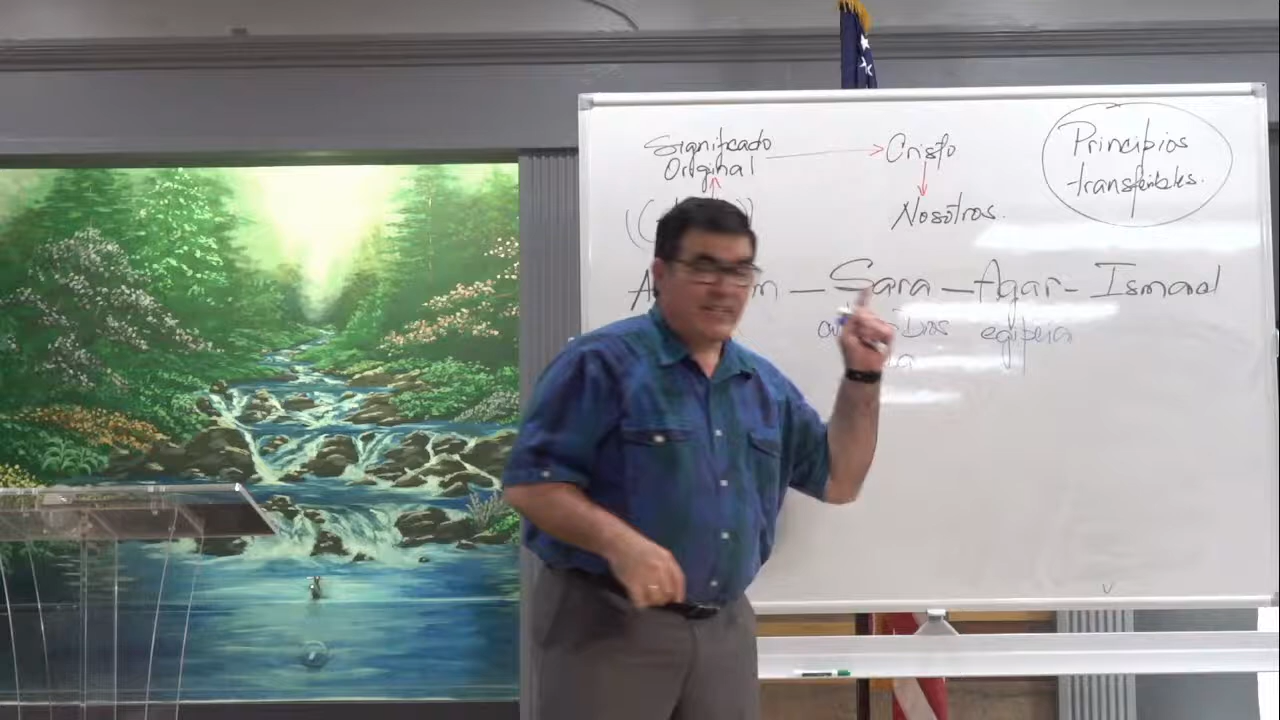 Significado
Original
Cristo
Nosotros.
Principios
transferibles.
— Sara — Agar - Ismael
egipcia